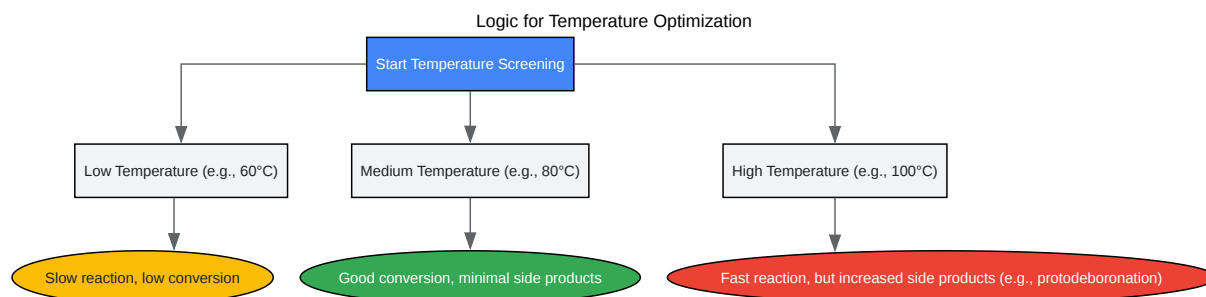 Logic for Temperature Optimization
Start Temperature Screening
Low Temperature (e.g., 60°C)
Medium Temperature (e.g., 80°C)
High Temperature (e.g., 100°C)
Slow reaction, low conversion
Good conversion, minimal side products
Fast reaction, but increased side products (e.g., protodeboronation)